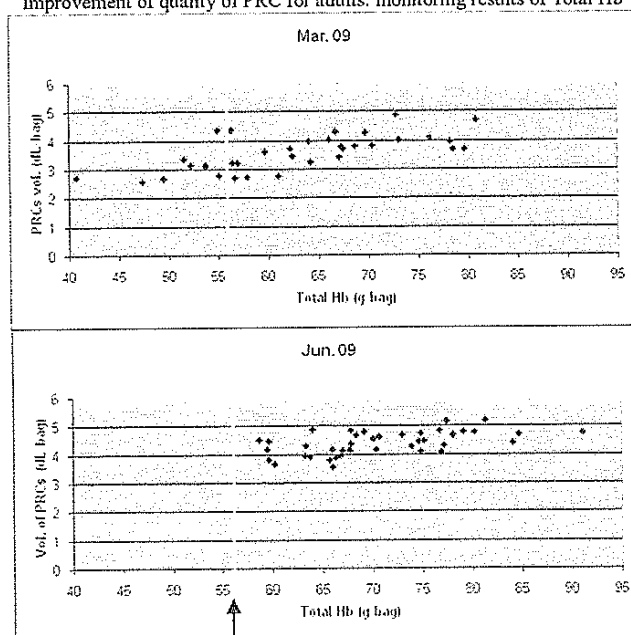 Improvement of quality of PRC for adults. monitoring results of Total Hb
Mar. 09
PRCs vol. (dL bag)
6
5
4
3
2
1
0
40 45 50 55 60 65 70 75 80 85 90 95
Total Hb (g bag)
Jun. 09
Vol. of PRCs (dL bag)
6
5
4
3
2
1
0
40 45 50 55 60 65 70 75 80 85 90 95
Total Hb (g bag)